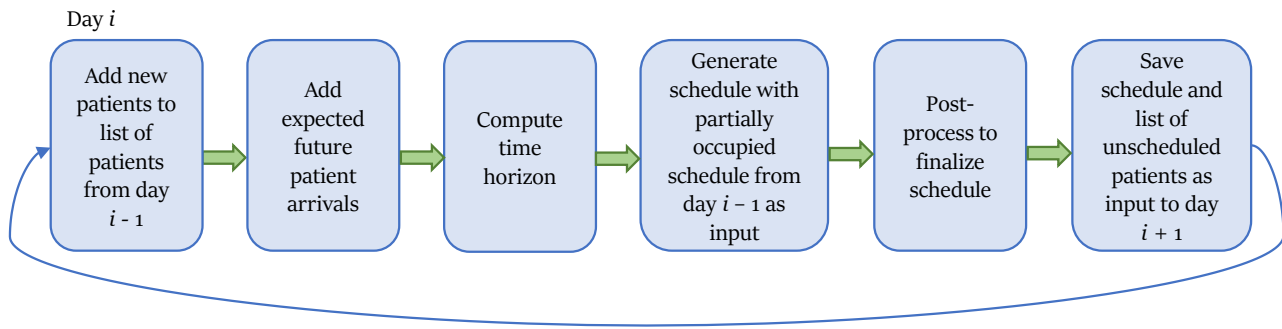 Day i
Add new
patients to
list of
patients
from day
i - 1
Add
expected
future
patient
arrivals
Compute
time
horizon
Generate
schedule with
partially
occupied
schedule from
day i – 1 as
input
Post-
process to
finalize
schedule
Save
schedule and
list of
unscheduled
patients as
input to day
i + 1